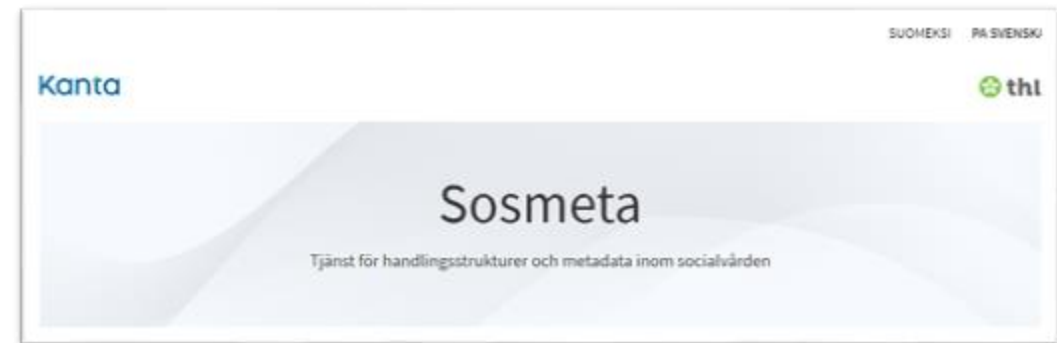 SUOMEKSI PÅ SVENSKA
Kanta thl
Sosmeta
Tjänst för handlingsstrukturer och metadata inom socialvården